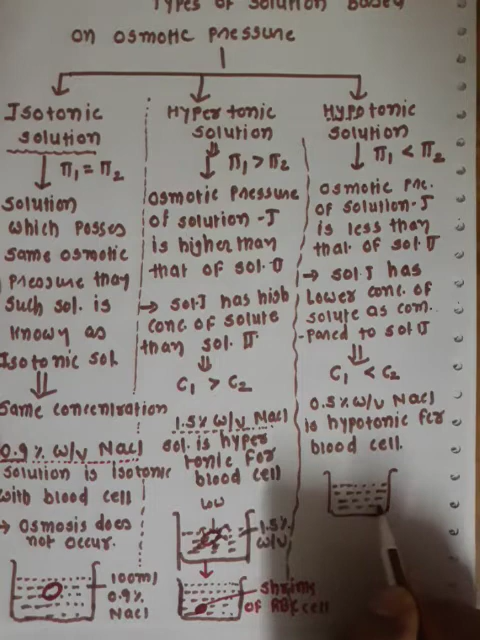 Types of Solution Based
on osmotic pressure
Isotonic
solution
π₁ = π₂
solution
which posses
same osmotic
pressure they
such sol. is
known as
Isotonic sol.
Same concentration
0.9% w/v Nacl
solution is Isotonic
with blood cell
→ osmosis does
not occur.
100ml
0.9%
Nacl
Hypertonic
solution
π₁ > π₂
osmotic pressure
of solution-I
is higher than
that of sol.II
→ sol.I has high
conc. of solute
than sol. II
C₁ > C₂
1.5% w/v Nacl
sol. is hyper
tonic for
blood cell
1.5%
w/v
shrink
of RBC cell
Hypotonic
solution
π₁ < π₂
osmotic pre.
of solution-I
is less than
that of sol II
→ sol.I has
Lower conc. of
solute as com.
-pared to sol II
C₁ < C₂
0.5% w/v Nacl
is hypotonic for
blood cell.